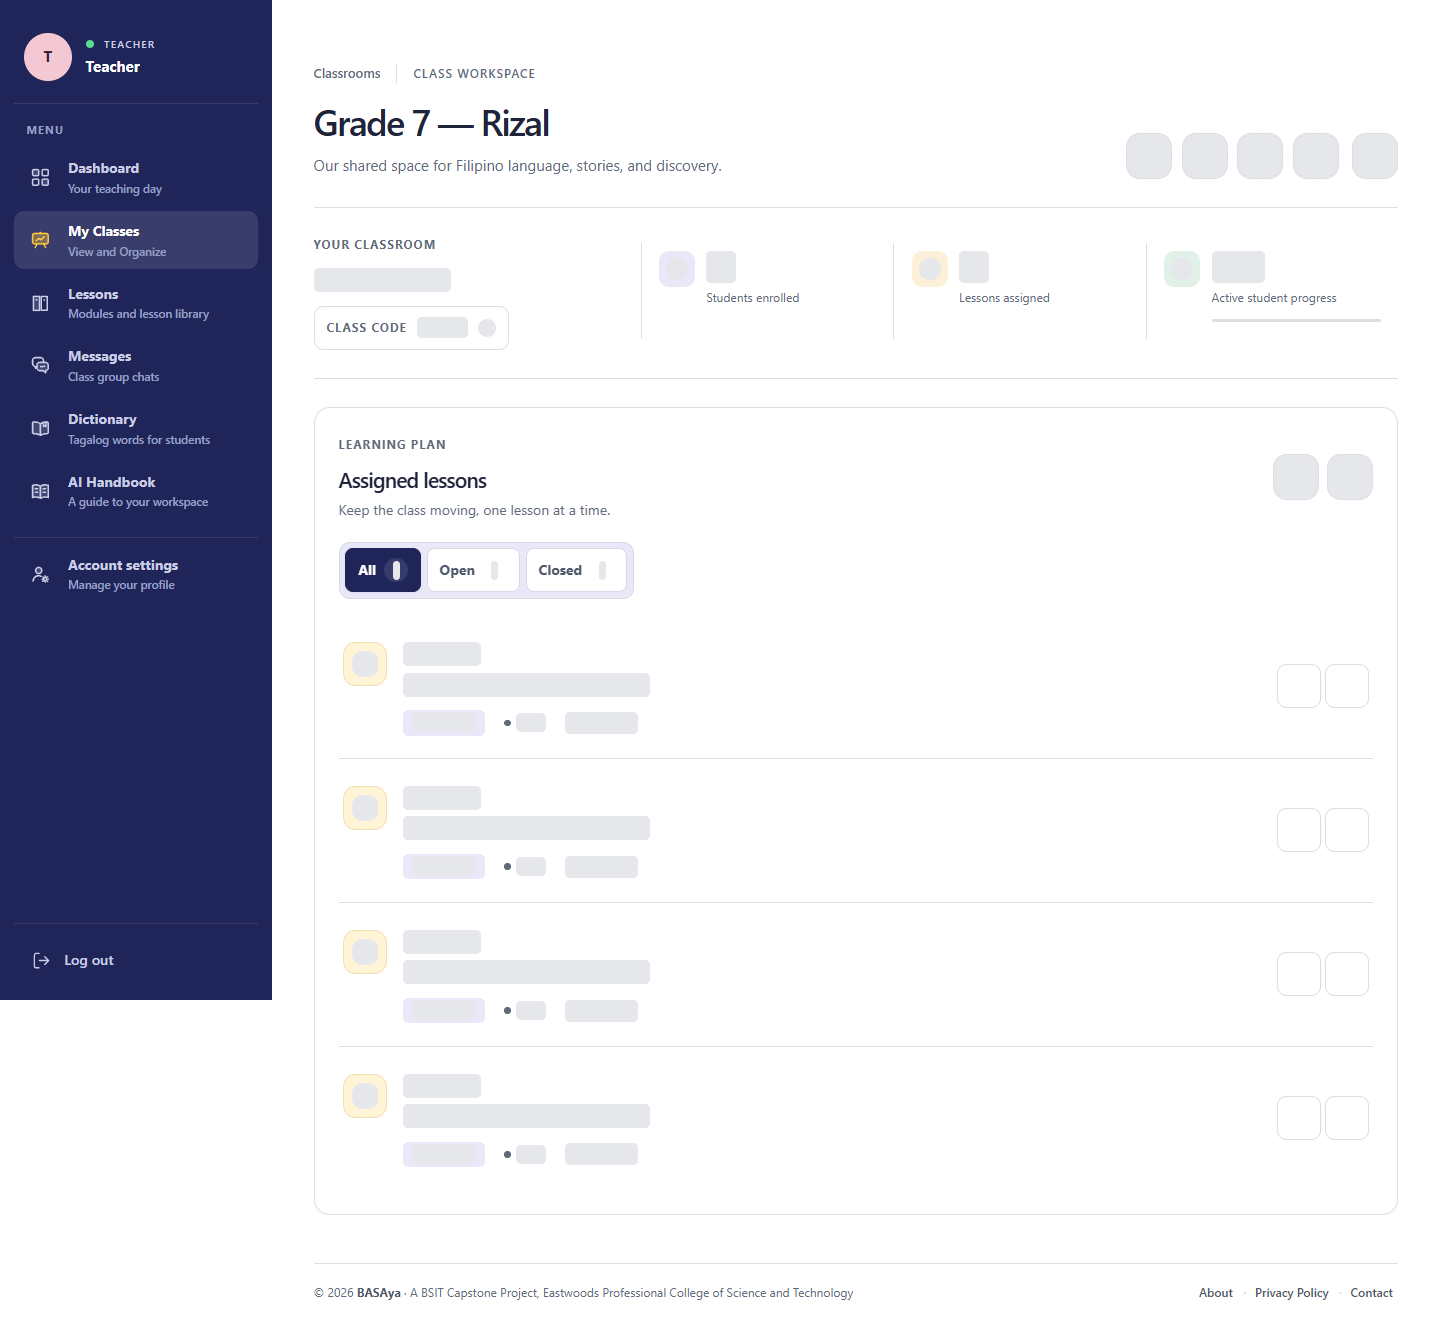 T
TEACHER
Teacher
MENU
Dashboard
Your teaching day
My Classes
View and Organize
Lessons
Modules and lesson library
Messages
Class group chats
Dictionary
Tagalog words for students
AI Handbook
A guide to your workspace
Account settings
Manage your profile
Log out
Classrooms
CLASS WORKSPACE
Grade 7 — Rizal
Our shared space for Filipino language, stories, and discovery.
YOUR CLASSROOM
CLASS CODE
Students enrolled
Lessons assigned
Active student progress
LEARNING PLAN
Assigned lessons
Keep the class moving, one lesson at a time.
All
Open
Closed
© 2026 BASAya · A BSIT Capstone Project, Eastwoods Professional College of Science and Technology
About · Privacy Policy · Contact